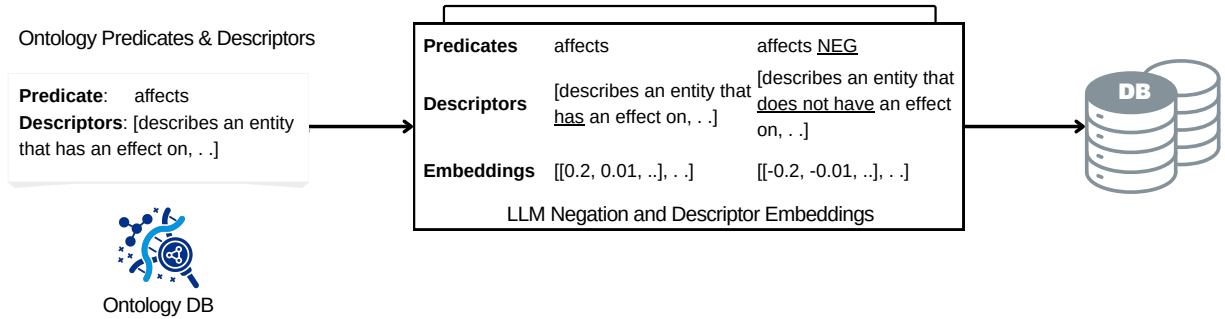 Ontology Predicates & Descriptors
Predicate: affects
Descriptors: [describes an entity
that has an effect on, . .]
Ontology DB
Predicates affects affects NEG
Descriptors
[describes an entity that
has an effect on, . .]
[describes an entity that
does not have an effect
on, . .]
Embeddings [[0.2, 0.01, ..], . .] [[-0.2, -0.01, ..], . .]
LLM Negation and Descriptor Embeddings
DB